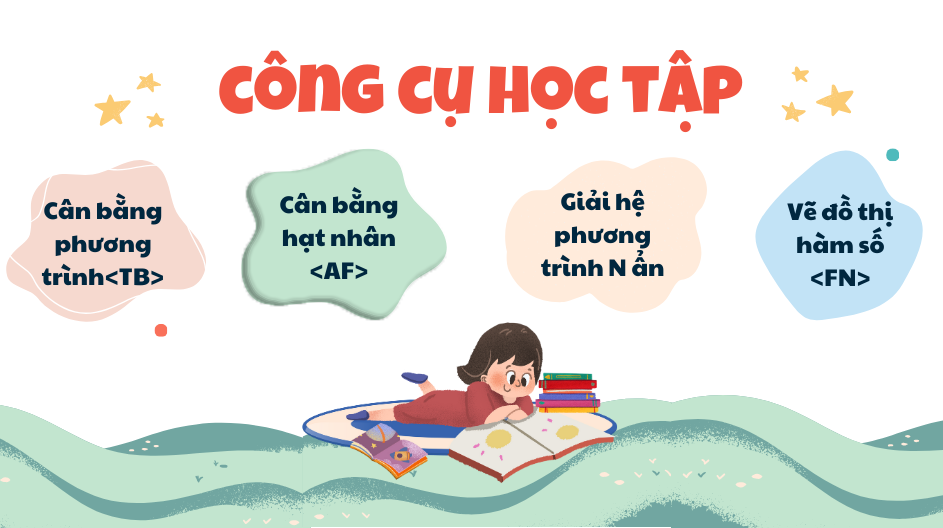 CÔNG CỤ HỌC TẬP
Cân bằng
phương
trình<TB>
Cân bằng
hạt nhân
<AF>
Giải hệ
phương
trình N ẩn
Vẽ đồ thị
hàm số
<FN>